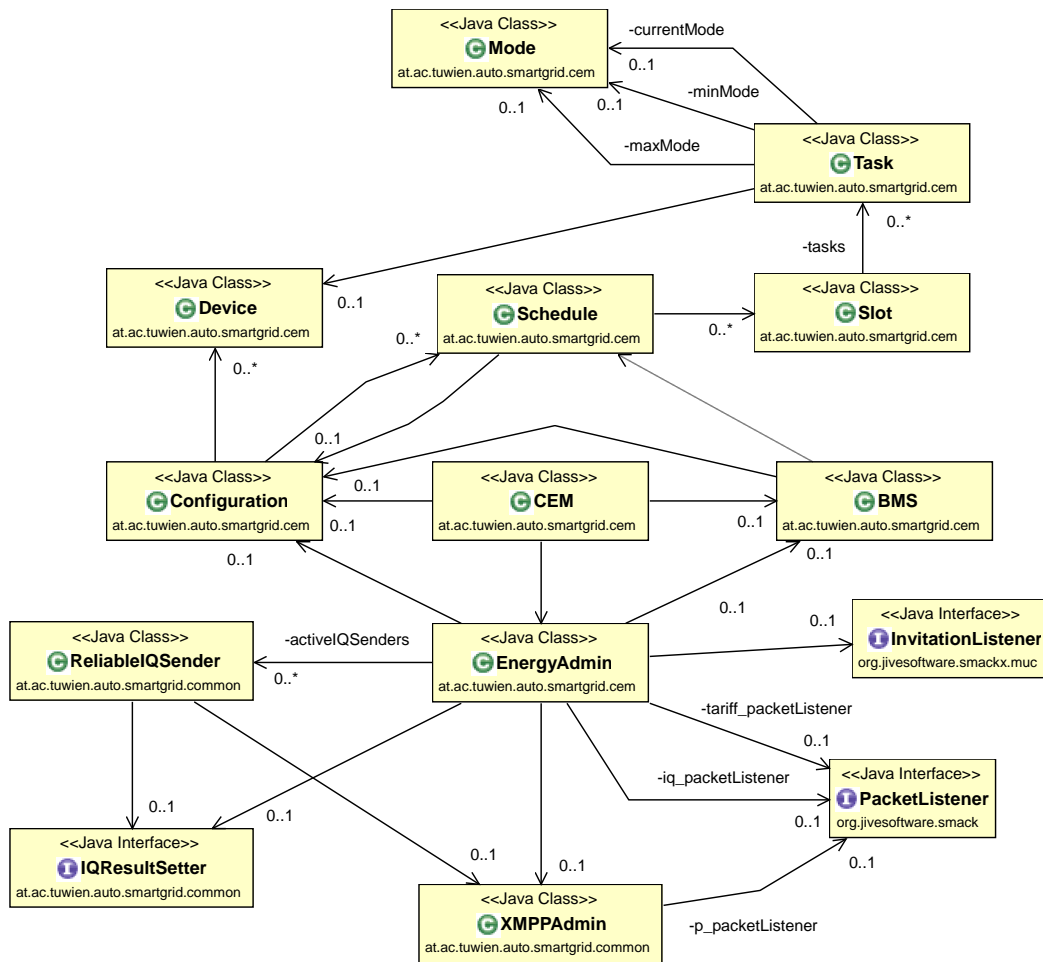 <<Java Class>>
Mode
at.ac.tuwien.auto.smartgrid.cem
-currentMode
0..1
-minMode
0..1
0..1
-maxMode
<<Java Class>>
Task
at.ac.tuwien.auto.smartgrid.cem
0..*
-tasks
<<Java Class>>
Device
at.ac.tuwien.auto.smartgrid.cem
0..1
0..*
<<Java Class>>
Schedule
at.ac.tuwien.auto.smartgrid.cem
0..*
0..*
<<Java Class>>
Slot
at.ac.tuwien.auto.smartgrid.cem
0..1
<<Java Class>>
Configuration
at.ac.tuwien.auto.smartgrid.cem
0..1
0..1
0..1
<<Java Class>>
CEM
at.ac.tuwien.auto.smartgrid.cem
0..1
<<Java Class>>
BMS
at.ac.tuwien.auto.smartgrid.cem
0..1
0..1
<<Java Class>>
ReliableIQSender
at.ac.tuwien.auto.smartgrid.common
-activeIQSenders
0..*
<<Java Class>>
EnergyAdmin
at.ac.tuwien.auto.smartgrid.cem
0..1
<<Java Interface>>
InvitationListener
org.jivesoftware.smackx.muc
-tariff_packetListener
0..1
-iq_packetListener
0..1
<<Java Interface>>
PacketListener
org.jivesoftware.smack
0..1
0..1
0..1
<<Java Interface>>
IQResultSetter
at.ac.tuwien.auto.smartgrid.common
0..1
0..1
<<Java Class>>
XMPPAdmin
at.ac.tuwien.auto.smartgrid.common
-p_packetListener